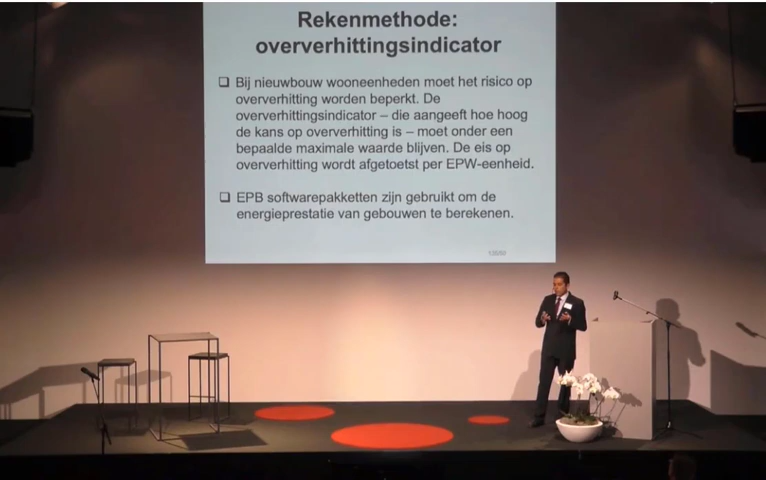 Rekenmethode:
oververhittingsindicator
❑ Bij nieuwbouw wooneenheden moet het risico op
oververhitting worden beperkt. De
oververhittingsindicator – die aangeeft hoe hoog
de kans op oververhitting is – moet onder een
bepaalde maximale waarde blijven. De eis op
oververhitting wordt afgetoetst per EPW-eenheid.
❑ EPB softwarepakketten zijn gebruikt om de
energieprestatie van gebouwen te berekenen.